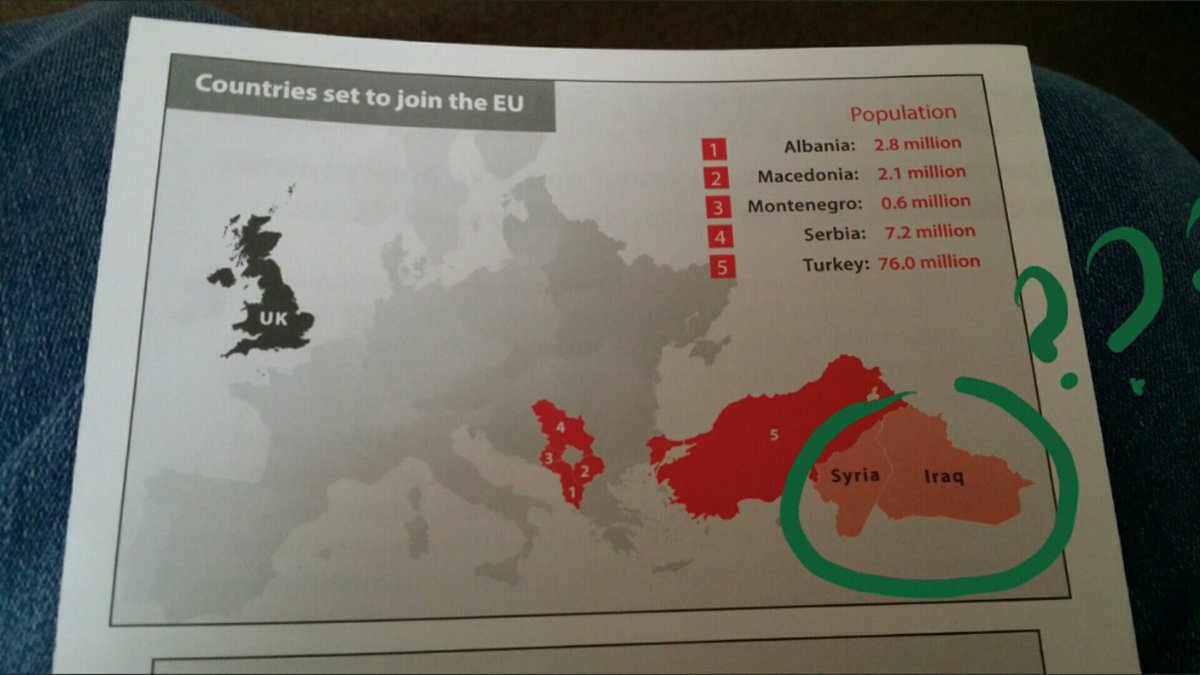 Countries set to join the EU
Population
1 Albania: 2.8 million
2 Macedonia: 2.1 million
3 Montenegro: 0.6 million
4 Serbia: 7.2 million
5 Turkey: 76.0 million
UK
4
3
2
1
5
Syria
Iraq
???